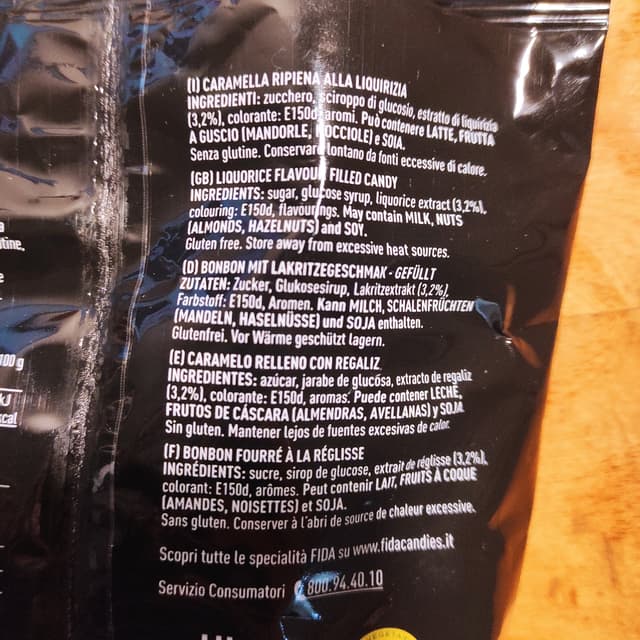 (I) CARAMELLA RIPIENA ALLA LIQUIRIZIA
INGREDIENTI: zucchero, sciroppo di glucosio, estratto di liquirizia
(3,2%), colorante: E150d, aromi. Può contenere LATTE, FRUTTA
A GUSCIO (MANDORLE, NOCCIOLE) e SOIA.
Senza glutine. Conservare lontano da fonti eccessive di calore.
(GB) LIQUORICE FLAVOUR FILLED CANDY
INGREDIENTS: sugar, glucose syrup, liquorice extract (3,2%),
colouring: E150d, flavourings. May contain MILK, NUTS
(ALMONDS, HAZELNUTS) and SOY.
Gluten free. Store away from excessive heat sources.
(D) BONBON MIT LAKRITZEGESCHMAK - GEFÜLLT
ZUTATEN: Zucker, Glukosesirup, Lakritzextrakt (3,2%),
Farbstoff: E150d, Aromen. Kann MILCH, SCHALENFRÜCHTEN
(MANDELN, HASELNÜSSE) und SOJA enthalten.
Glutenfrei. Vor Wärme geschützt lagern.
(E) CARAMELO RELLENO CON REGALIZ
INGREDIENTES: azúcar, jarabe de glucósa, extracto de regaliz
(3,2%), colorante: E150d, aromas. Puede contener LECHE,
FRUTOS DE CÁSCARA (ALMENDRAS, AVELLANAS) y SOJA.
Sin gluten. Mantener lejos de fuentes excesivas de calor.
(F) BONBON FOURRÉ À LA RÉGLISSE
INGRÉDIENTS: sucre, sirop de glucose, extrait de réglisse (3,2%),
colorant: E150d, arômes. Peut contenir LAIT, FRUITS À COQUE
(AMANDES, NOISETTES) et SOJA.
Sans gluten. Conserver à l'abri de source de chaleur excessive.
Scopri tutte le specialità FIDA su www.fidacandies.it
Servizio Consumatori 800.94.40.10
100 g
kJ
kcal